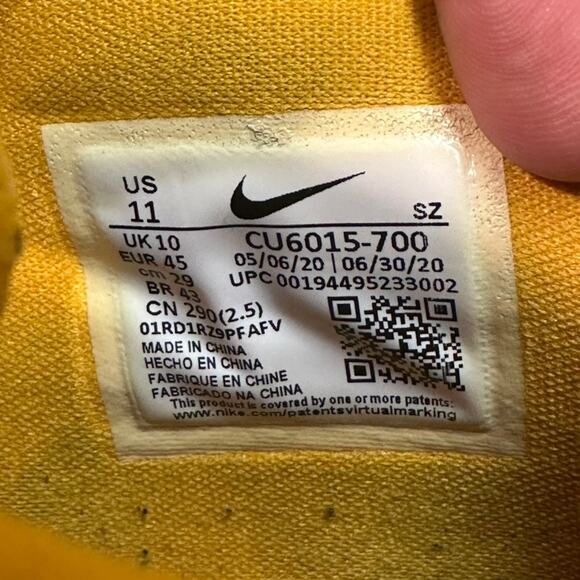 US
11
SZ
UK 10
CU6015-700
EUR 45
05/06/20 | 06/30/20
cm 29
UPC 00194495233002
BR 43
CN 290(2.5)
01RD1RZ9PFAFV
MADE IN CHINA
HECHO EN CHINA
FABRIQUE EN CHINE
FABRICADO NA CHINA
This product is covered by one or more patents:
www.nike.com/patentsvirtualmarking